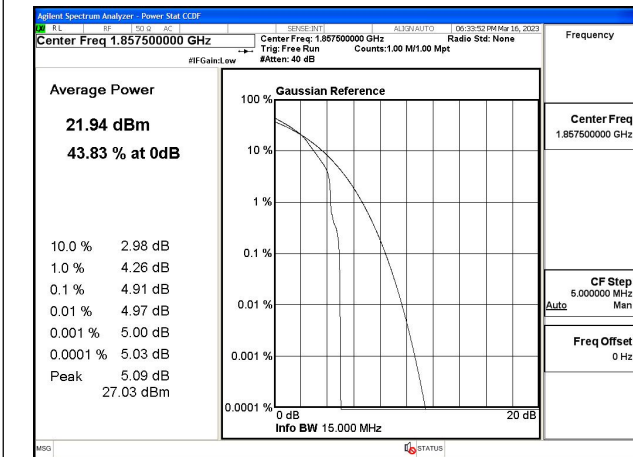 Agilent Spectrum Analyzer - Power Stat CCDF
LXI RL RF 50 Ω AC SENSE:INT ALIGN AUTO 06:33:52 PM Mar 16, 2023
Center Freq 1.857500000 GHz
Center Freq: 1.857500000 GHz Radio Std: None
Trig: Free Run Counts:1.00 M/1.00 Mpt
#IFGain:Low #Atten: 40 dB
Frequency
Average Power
21.94 dBm
43.83 % at 0dB
10.0 % 2.98 dB
1.0 % 4.26 dB
0.1 % 4.91 dB
0.01 % 4.97 dB
0.001 % 5.00 dB
0.0001 % 5.03 dB
Peak 5.09 dB
27.03 dBm
Gaussian Reference
100 %
10 %
1 %
0.1 %
0.01 %
0.001 %
0.0001 %
0 dB 20 dB
Info BW 15.000 MHz
Center Freq
1.857500000 GHz
CF Step
5.000000 MHz
Auto Man
Freq Offset
0 Hz
MSG STATUS